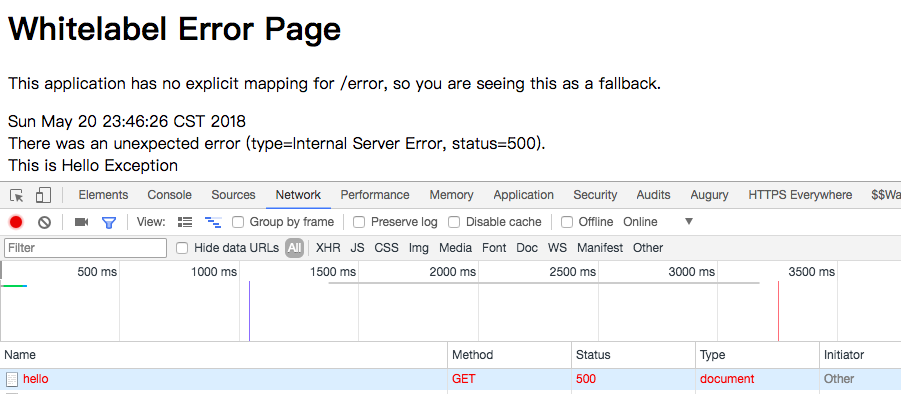 Whitelabel Error Page
This application has no explicit mapping for /error, so you are seeing this as a fallback.
Sun May 20 23:46:26 CST 2018
There was an unexpected error (type=Internal Server Error, status=500).
This is Hello Exception
Elements Console Sources Network Performance Memory Application Security Audits Augury HTTPS Everywhere $$Wa
View: Group by frame Preserve log Disable cache Offline Online
Filter Hide data URLs All XHR JS CSS Img Media Font Doc WS Manifest Other
500 ms 1000 ms 1500 ms 2000 ms 2500 ms 3000 ms 3500 ms
Name Method Status Type Initiator
hello GET 500 document Other